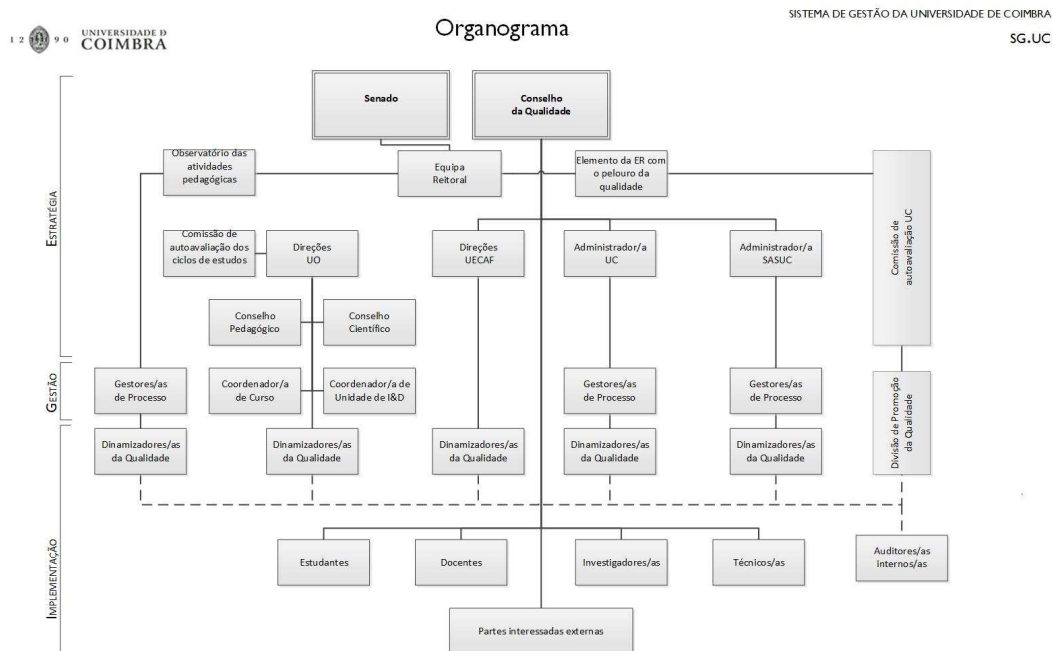 SISTEMA DE GESTÃO DA UNIVERSIDADE DE COIMBRA
SG.UC
Organograma
1 2 9 0
UNIVERSIDADE D
COIMBRA
ESTRATÉGIA
Senado
Conselho
da Qualidade
Observatório das
atividades
pedagógicas
Equipa
Reitoral
Elemento da ER com
o pelouro da
qualidade
Comissão de
autoavaliação UC
Comissão de
autoavaliação dos
ciclos de estudos
Direções
UO
Direções
UECAF
Administrador/a
UC
Administrador/a
SASUC
Conselho
Pedagógico
Conselho
Científico
GESTÃO
Gestores/as
de Processo
Coordenador/a
de Curso
Coordenador/a de
Unidade de I&D
Gestores/as
de Processo
Gestores/as
de Processo
Divisão de Promoção
da Qualidade
IMPLEMENTAÇÃO
Dinamizadores/as
da Qualidade
Dinamizadores/as
da Qualidade
Dinamizadores/as
da Qualidade
Dinamizadores/as
da Qualidade
Dinamizadores/as
da Qualidade
Estudantes
Docentes
Investigadores/as
Técnicos/as
Auditores/as
internos/as
Partes interessadas externas